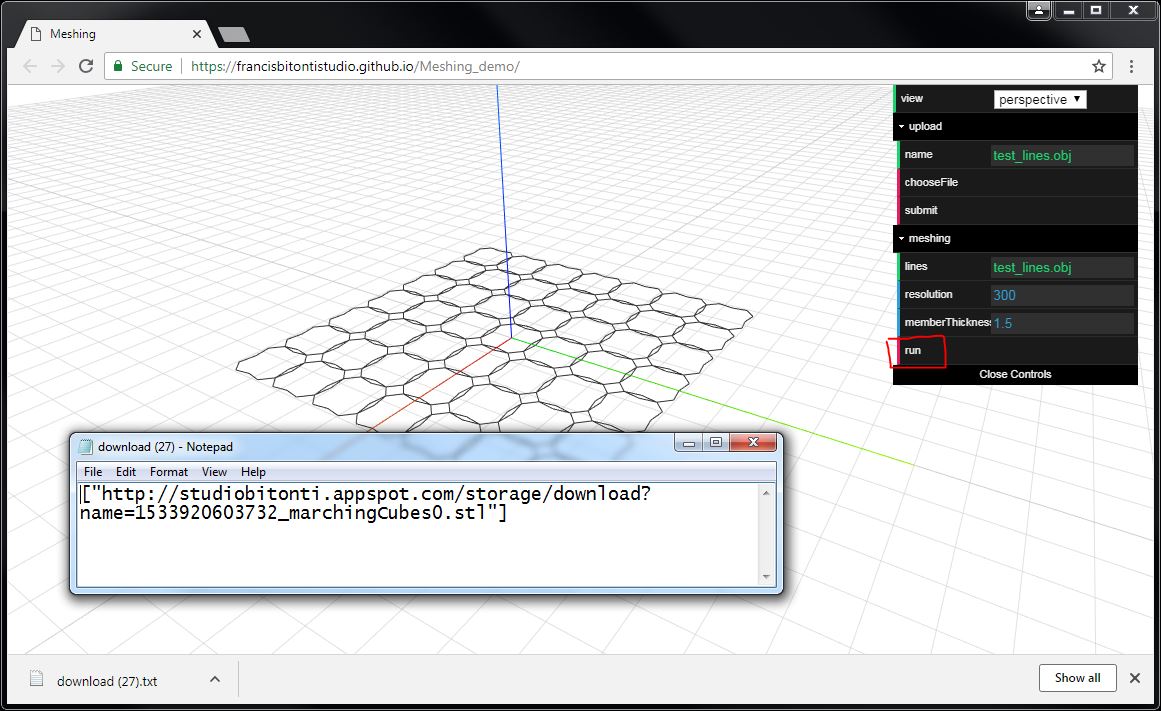 Meshing
Secure
https://francisbitontistudio.github.io/Meshing_demo/
view perspective
upload
name test_lines.obj
chooseFile
submit
meshing
lines test_lines.obj
resolution 300
memberThickness 1.5
run
Close Controls
download (27) - Notepad
File Edit Format View Help
["http://studiobitonti.appspot.com/storage/download?
name=1533920603732_marchingCubes0.stl"]
download (27).txt
Show all